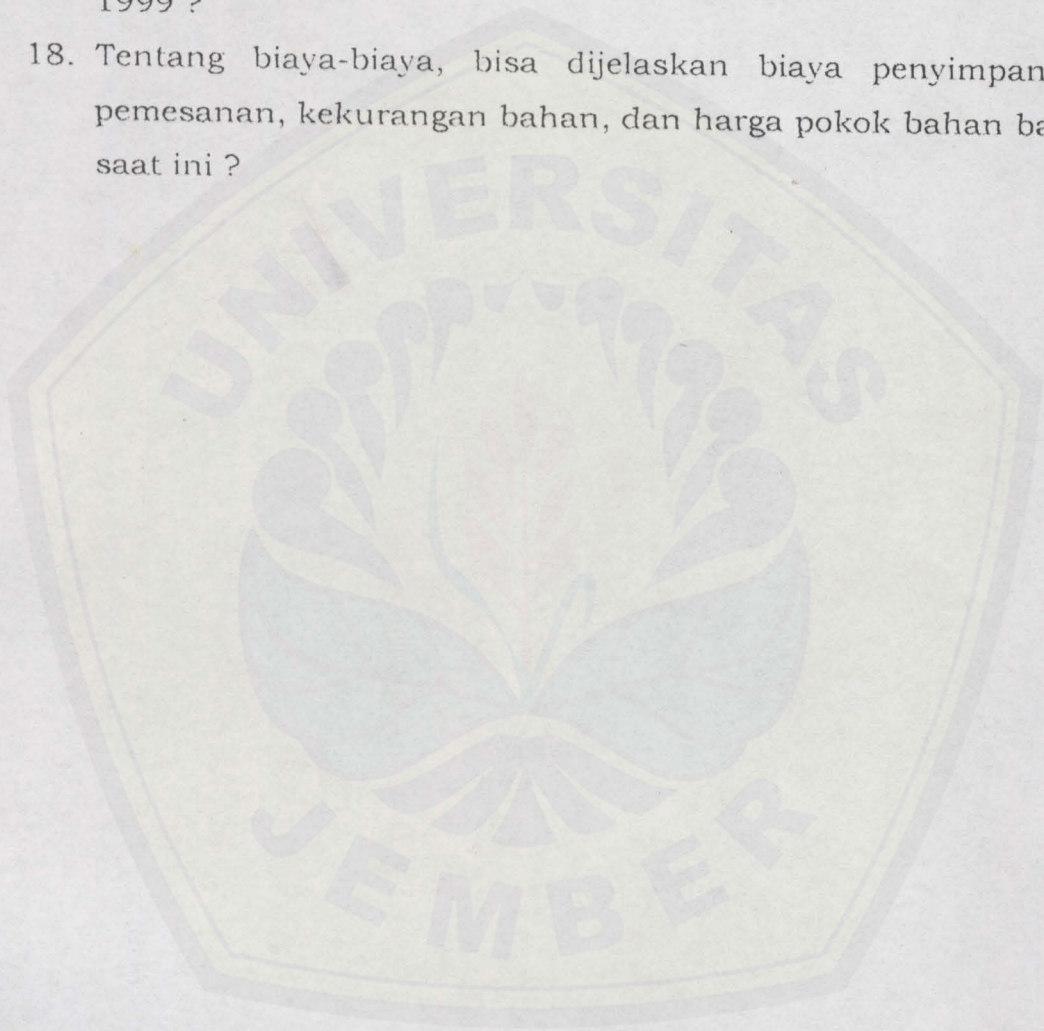 1999 ?
18. Tentang biaya-biaya, bisa dijelaskan biaya penyimpan
pemesanan, kekurangan bahan, dan harga pokok bahan ba
saat ini ?
UNIVERSITAS
JEMBER